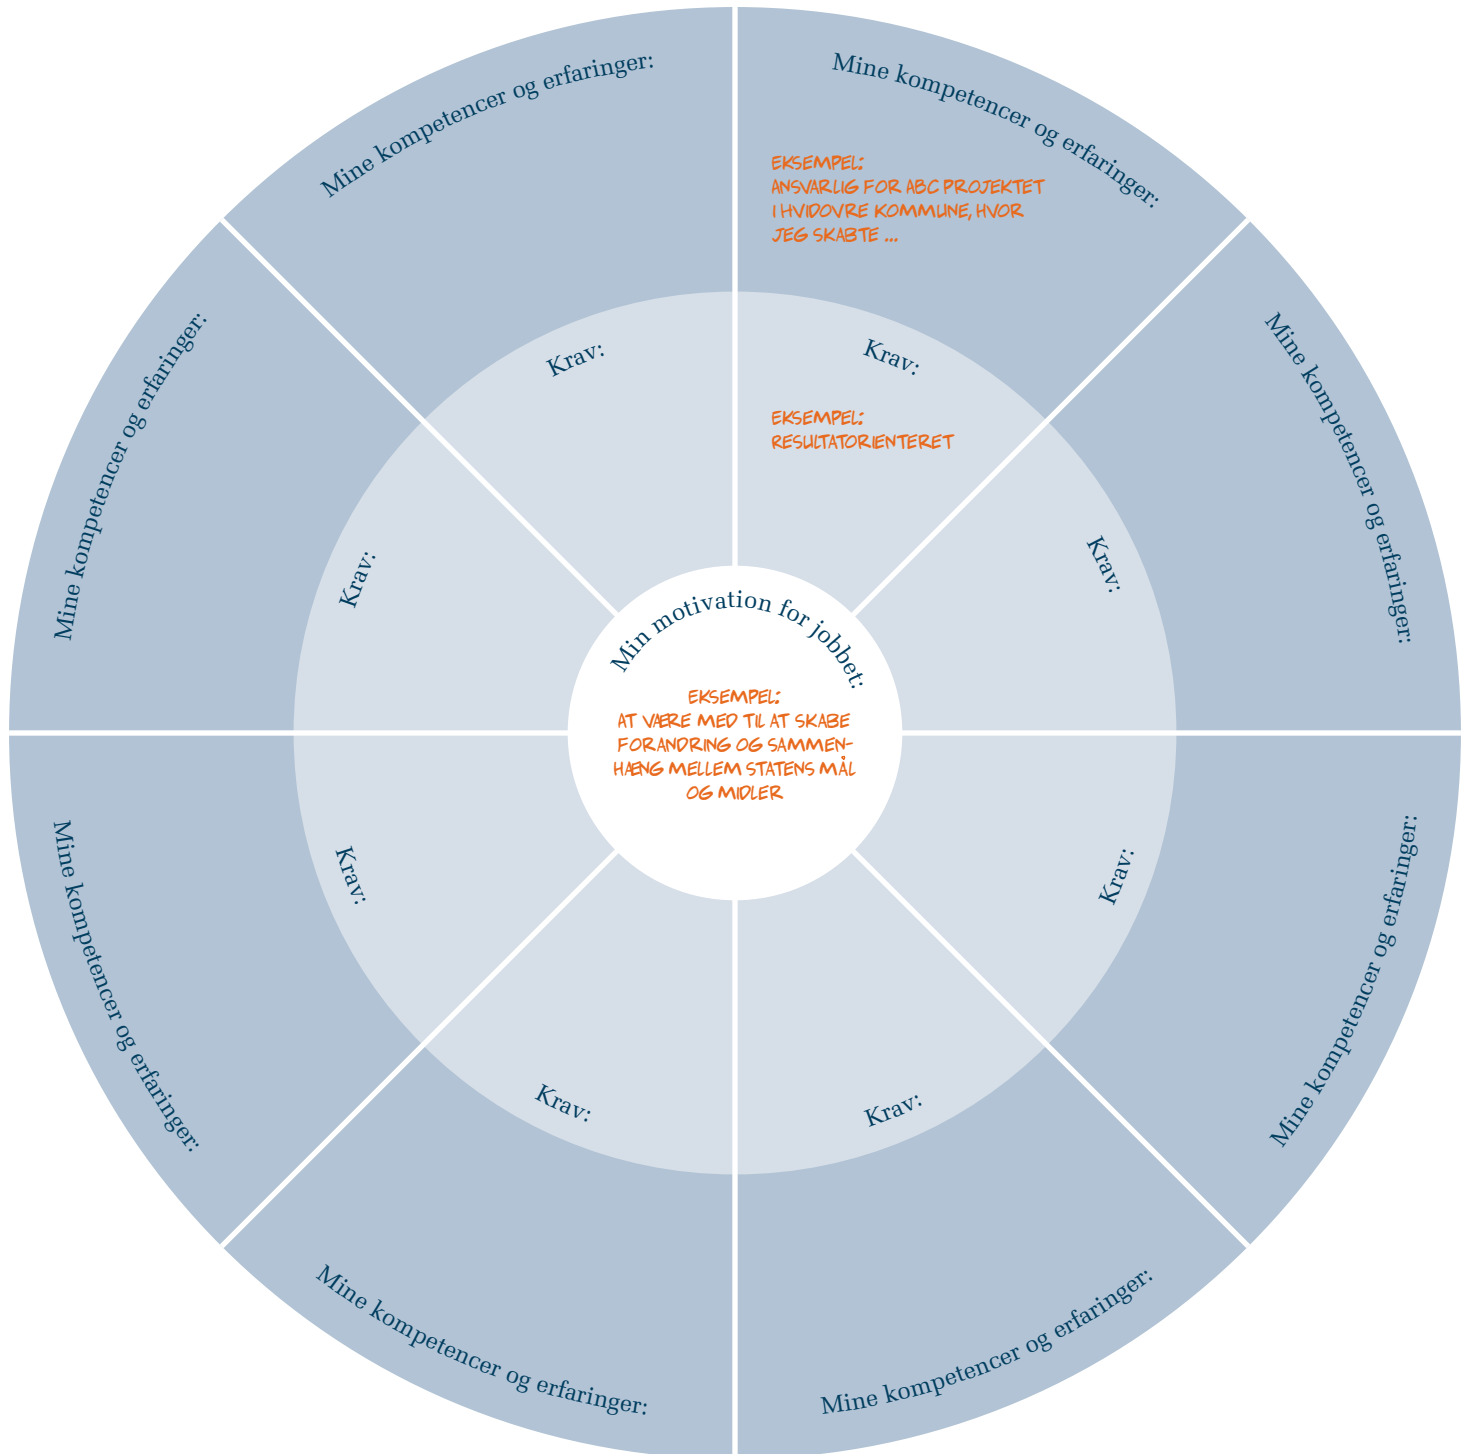 Mine kompetencer og erfaringer:
Mine kompetencer og erfaringer:
EKSEMPEL:
ANSVARLIG FOR ABC PROJEKTET
I HVIDOVRE KOMMUNE, HVOR
JEG SKABTE ...
Mine kompetencer og erfaringer:
Mine kompetencer og erfaringer:
Krav:
Krav:
EKSEMPEL:
RESULTATORIENTERET
Krav:
Krav:
Min motivation for jobbet:
EKSEMPEL:
AT VÆRE MED TIL AT SKABE
FORANDRING OG SAMMEN-
HÆNG MELLEM STATENS MÅL
OG MIDLER
Mine kompetencer og erfaringer:
Krav:
Krav:
Mine kompetencer og erfaringer:
Krav:
Krav:
Mine kompetencer og erfaringer:
Mine kompetencer og erfaringer: